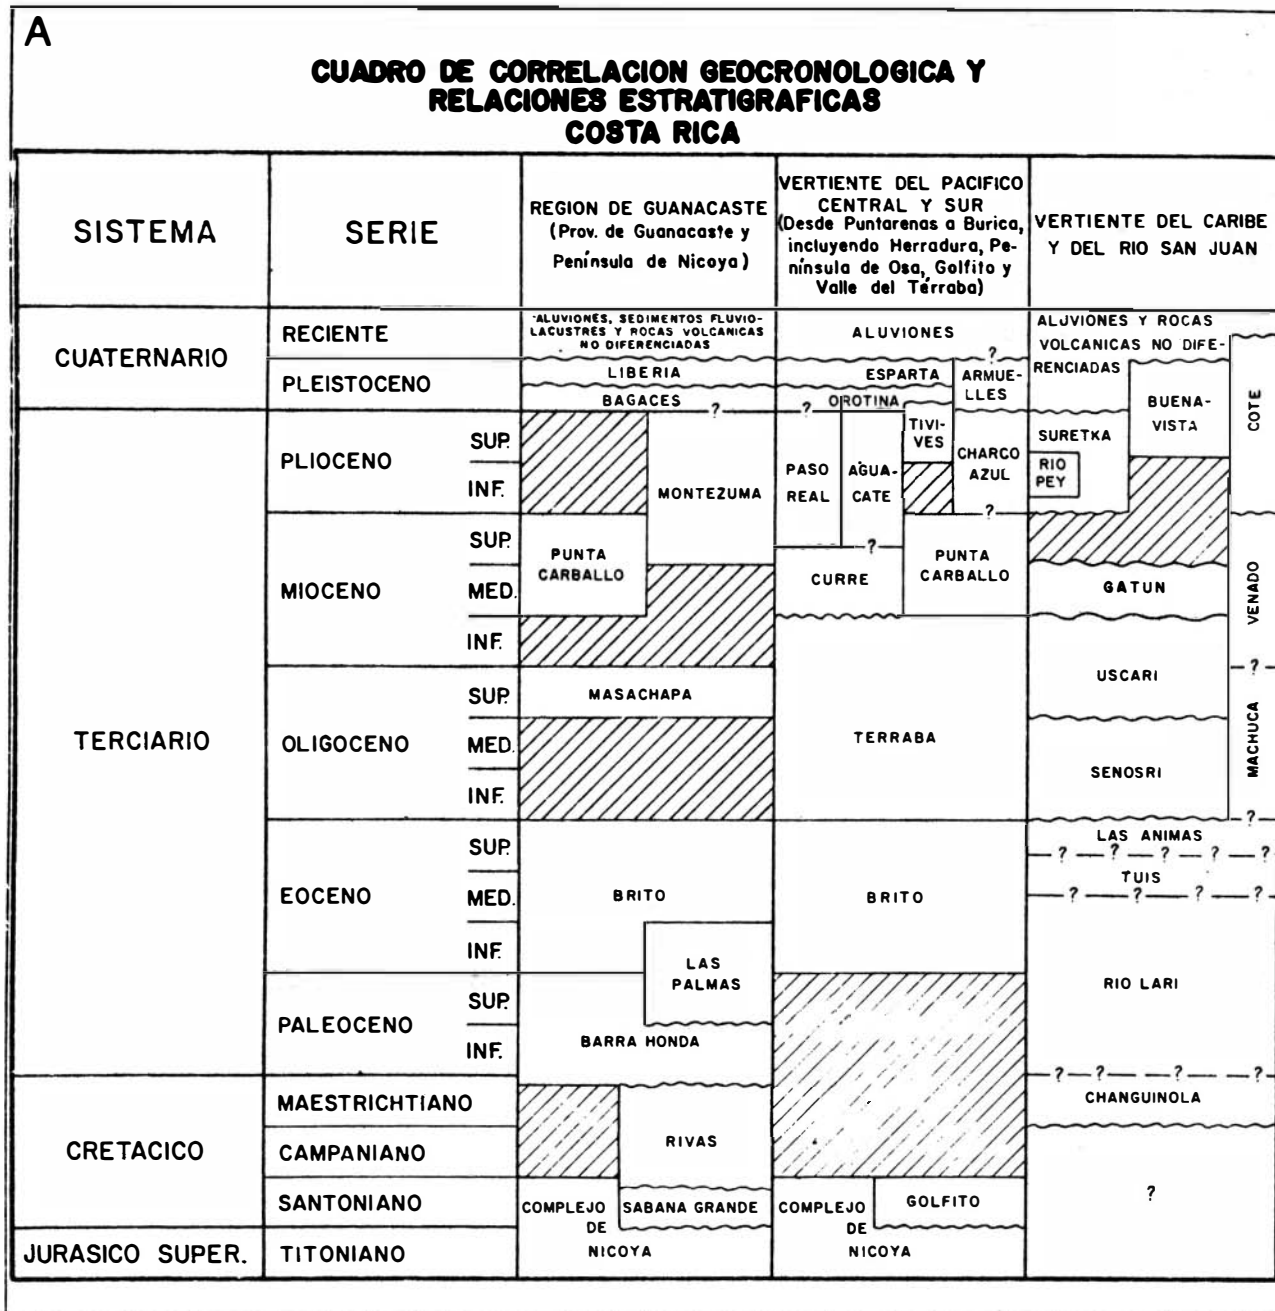 A
CUADRO DE CORRELACION GEOCRONOLOGICA Y
RELACIONES ESTRATIGRAFICAS
COSTA RICA
SISTEMA
SERIE
REGION DE GUANACASTE
(Prov. de Guanacaste y
Península de Nicoya)
VERTIENTE DEL PACIFICO
CENTRAL Y SUR
(Desde Puntarenas a Burica,
incluyendo Herradura, Pe-
nínsula de Osa, Golfito y
Valle del Térraba)
VERTIENTE DEL CARIBE
Y DEL RIO SAN JUAN
CUATERNARIO
RECIENTE
ALUVIONES, SEDIMENTOS FLUVIO-
LACUSTRES Y ROCAS VOLCANICAS
NO DIFERENCIADAS
ALUVIONES
ALUVIONES Y ROCAS
VOLCANICAS NO DIFE-
RENCIADAS
PLEISTOCENO
LIBERIA
BAGACES
?
?
ESPARTA
OROTINA
?
ARMUE-
LLES
BUENA-
VISTA
COTE
TERCIARIO
PLIOCENO
SUP.
INF.
MONTEZUMA
PASO
REAL
AGUA-
CATE
TIVI-
VES
CHARCO
AZUL
?
SURETKA
RIO
PEY
MIOCENO
SUP.
MED.
INF.
PUNTA
CARBALLO
?
CURRE
PUNTA
CARBALLO
GATUN
VENADO
?
OLIGOCENO
SUP.
MED.
INF.
MASACHAPA
TERRABA
USCARI
SENOSRI
MACHUCA
?
EOCENO
SUP.
MED.
INF.
BRITO
LAS
PALMAS
BRITO
LAS ANIMAS
? ? ? ? ?
TUIS
? ? ? ?
RIO LARI
PALEOCENO
SUP.
INF.
BARRA HONDA
? ? ? ?
CRETACICO
MAESTRICHTIANO
CAMPANIANO
SANTONIANO
RIVAS
SABANA GRANDE
COMPLEJO
DE
NICOYA
COMPLEJO
DE
NICOYA
GOLFITO
CHANGUINOLA
?
JURASICO SUPER.
TITONIANO